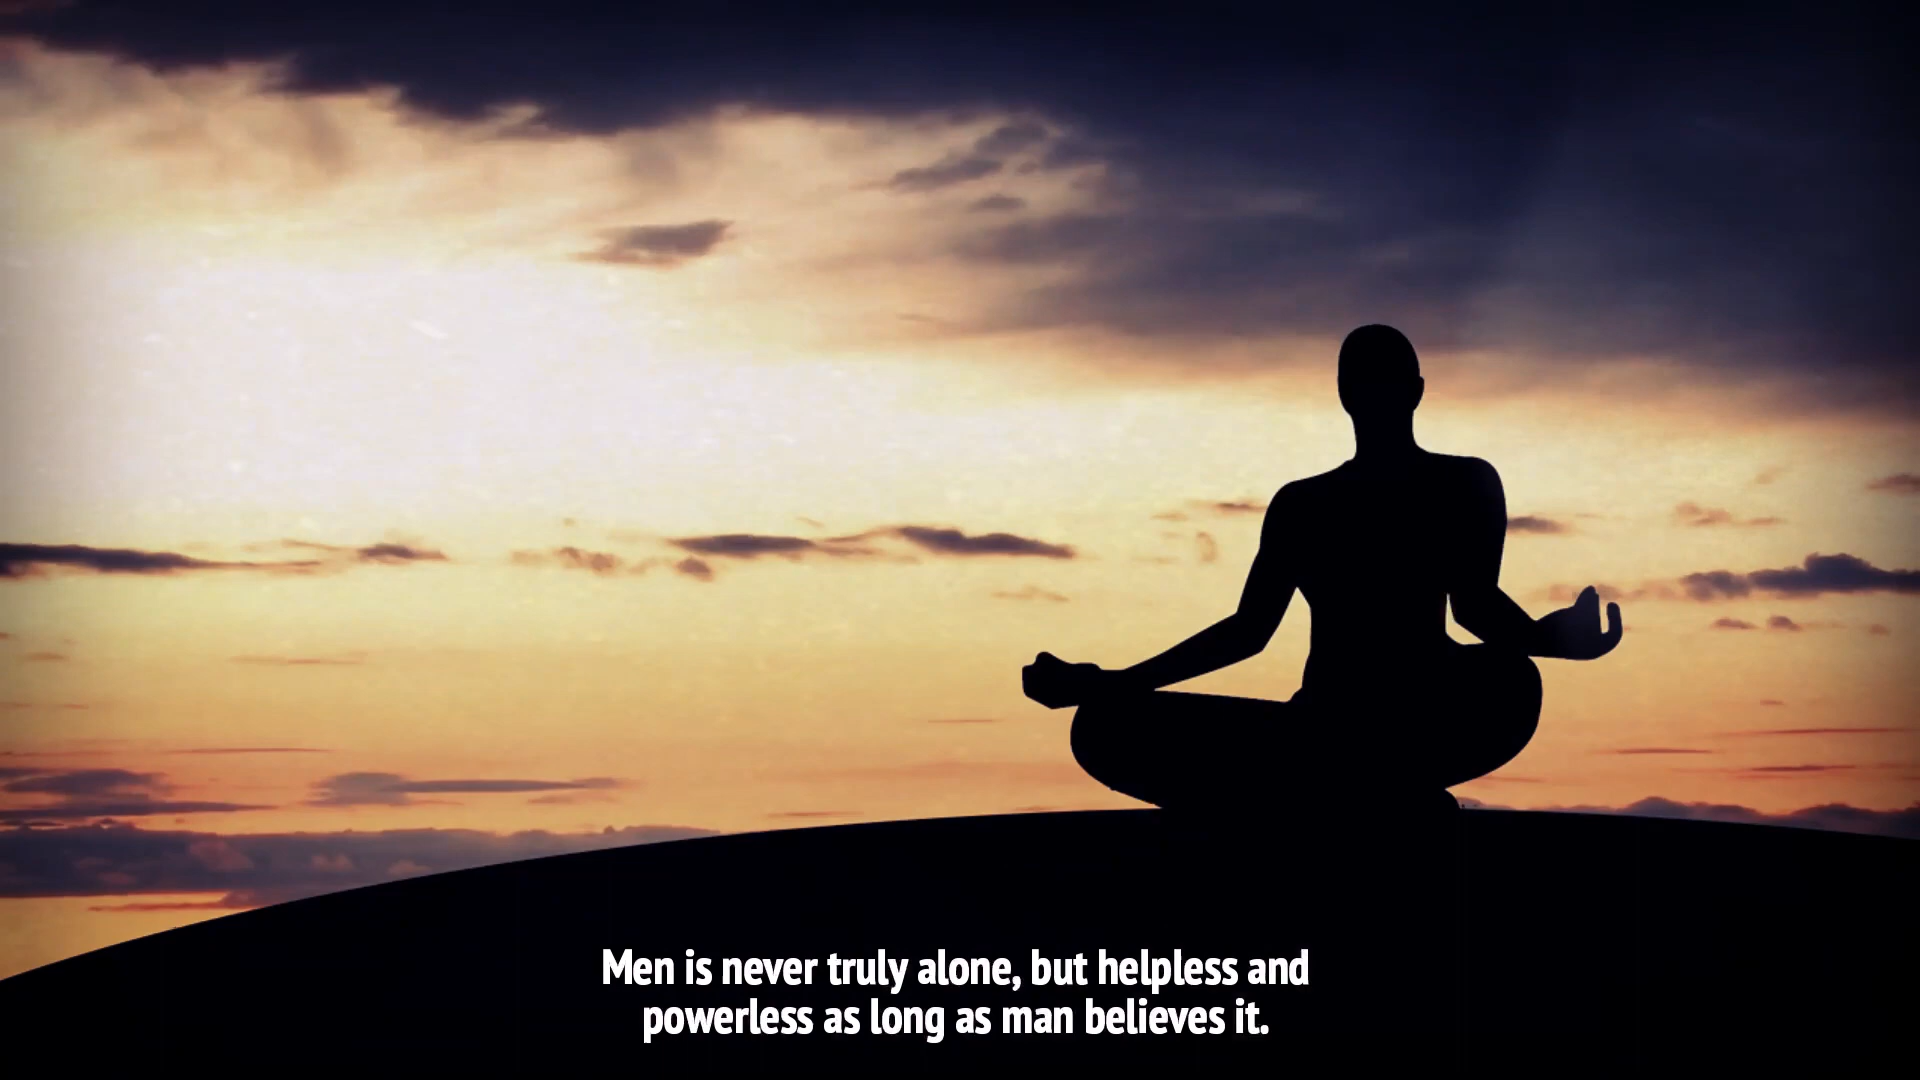 Men is never truly alone, but helpless and
powerless as long as man believes it.